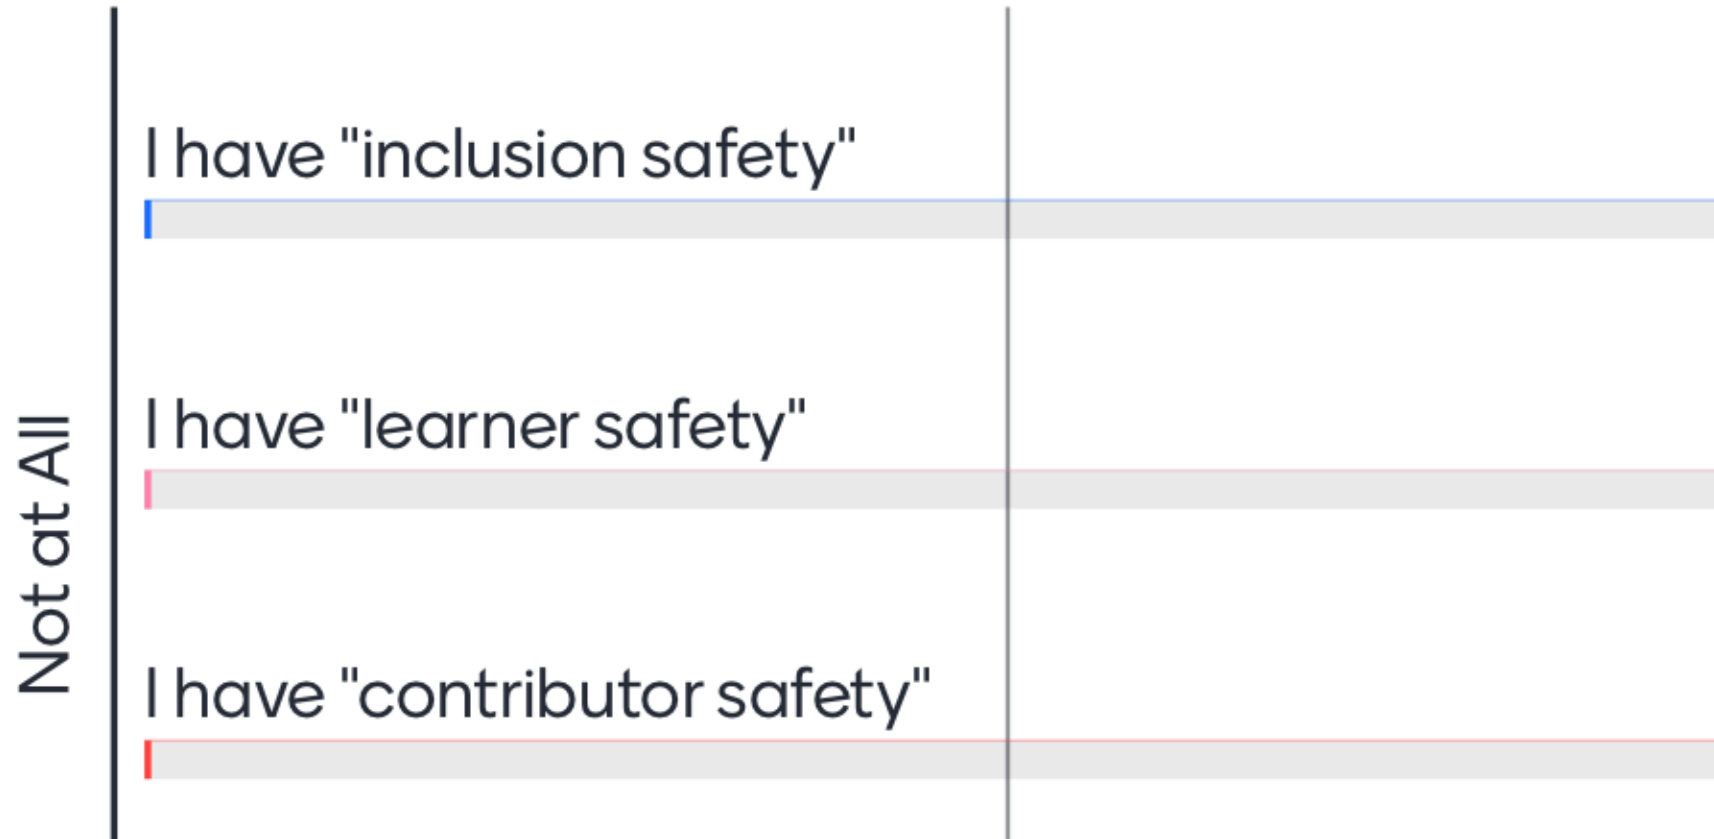 I have "inclusion safety"
I have "learner safety"
Not at All
I have "contributor safety"